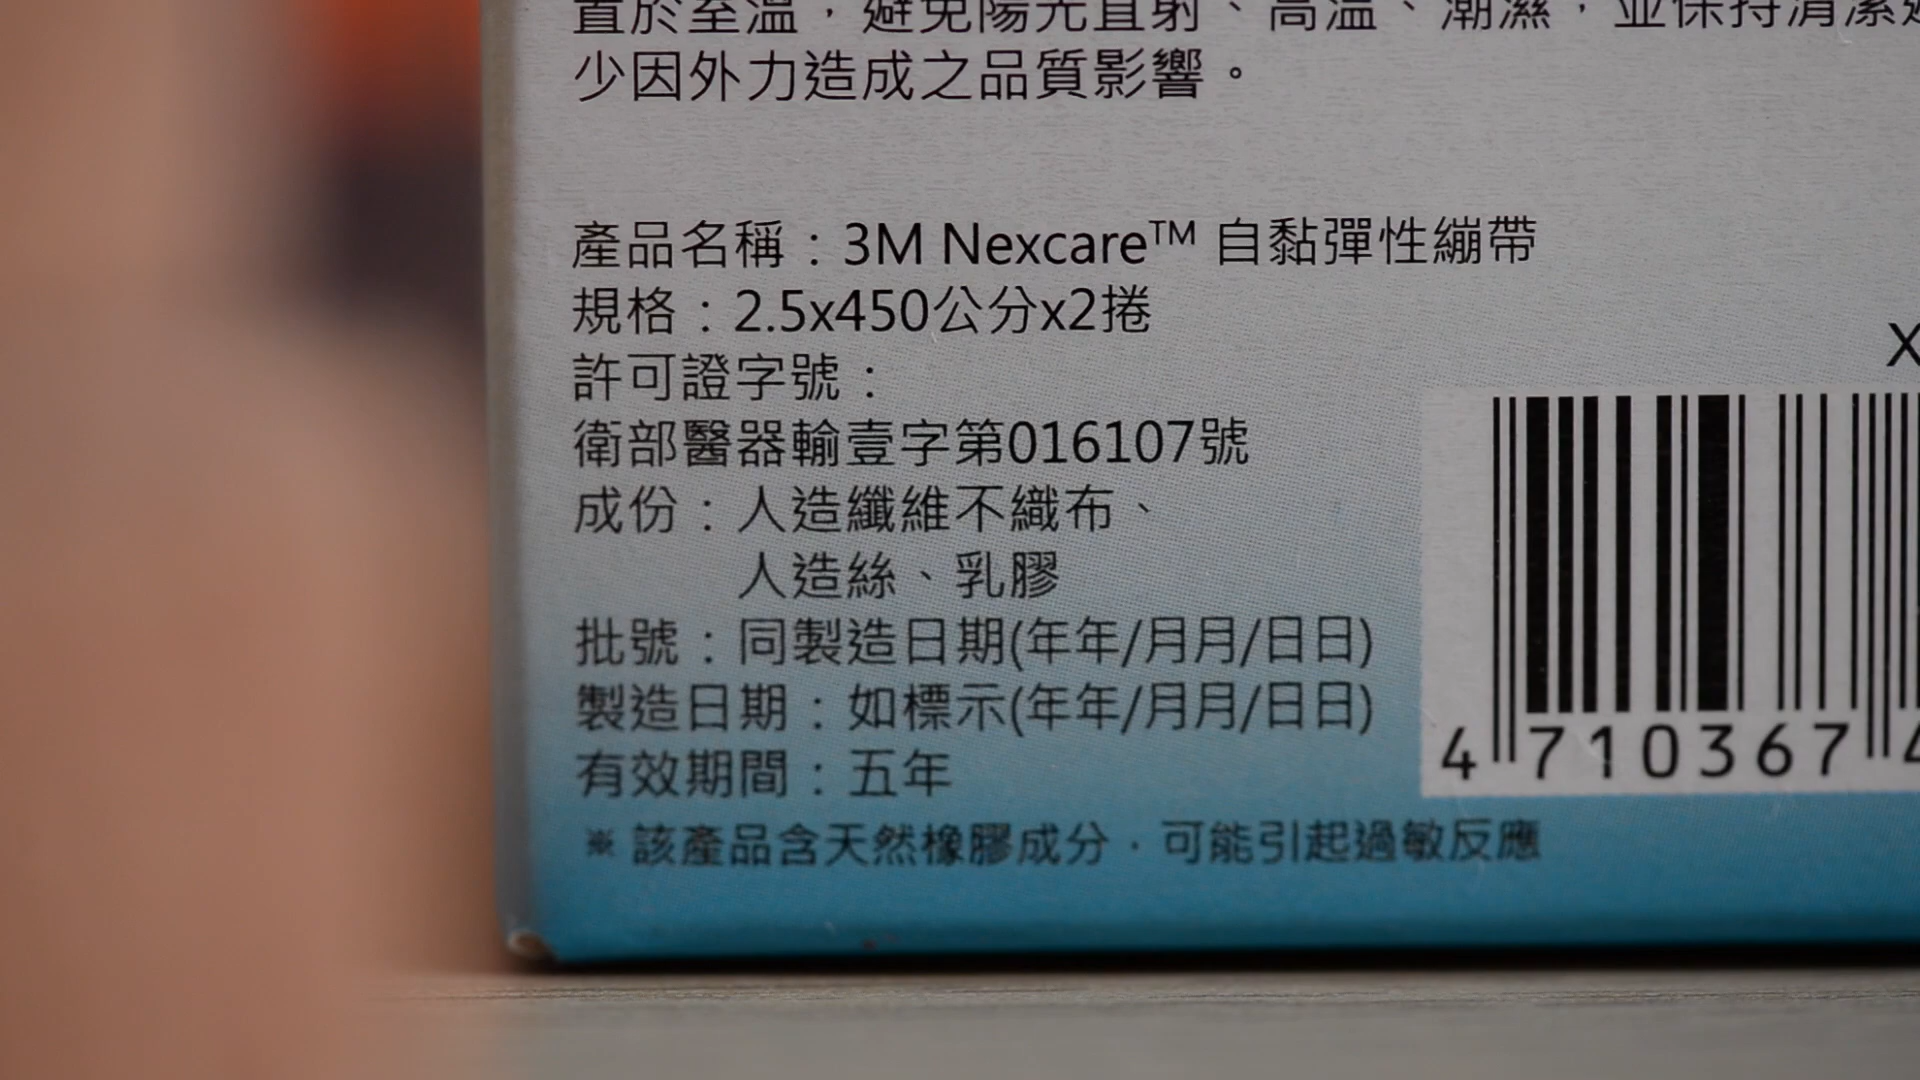 置於室溫，避免陽光直射、高溫、潮濕，並保持清潔
少因外力造成之品質影響。
產品名稱：3M Nexcare™ 自黏彈性繃帶
規格：2.5x450公分x2捲
許可證字號：
衛部醫器輸壹字第016107號
成份：人造纖維不織布、
人造絲、乳膠
批號：同製造日期(年年/月月/日日)
製造日期：如標示(年年/月月/日日)
有效期間：五年
※ 該產品含天然橡膠成分，可能引起過敏反應
X
4 710367 4